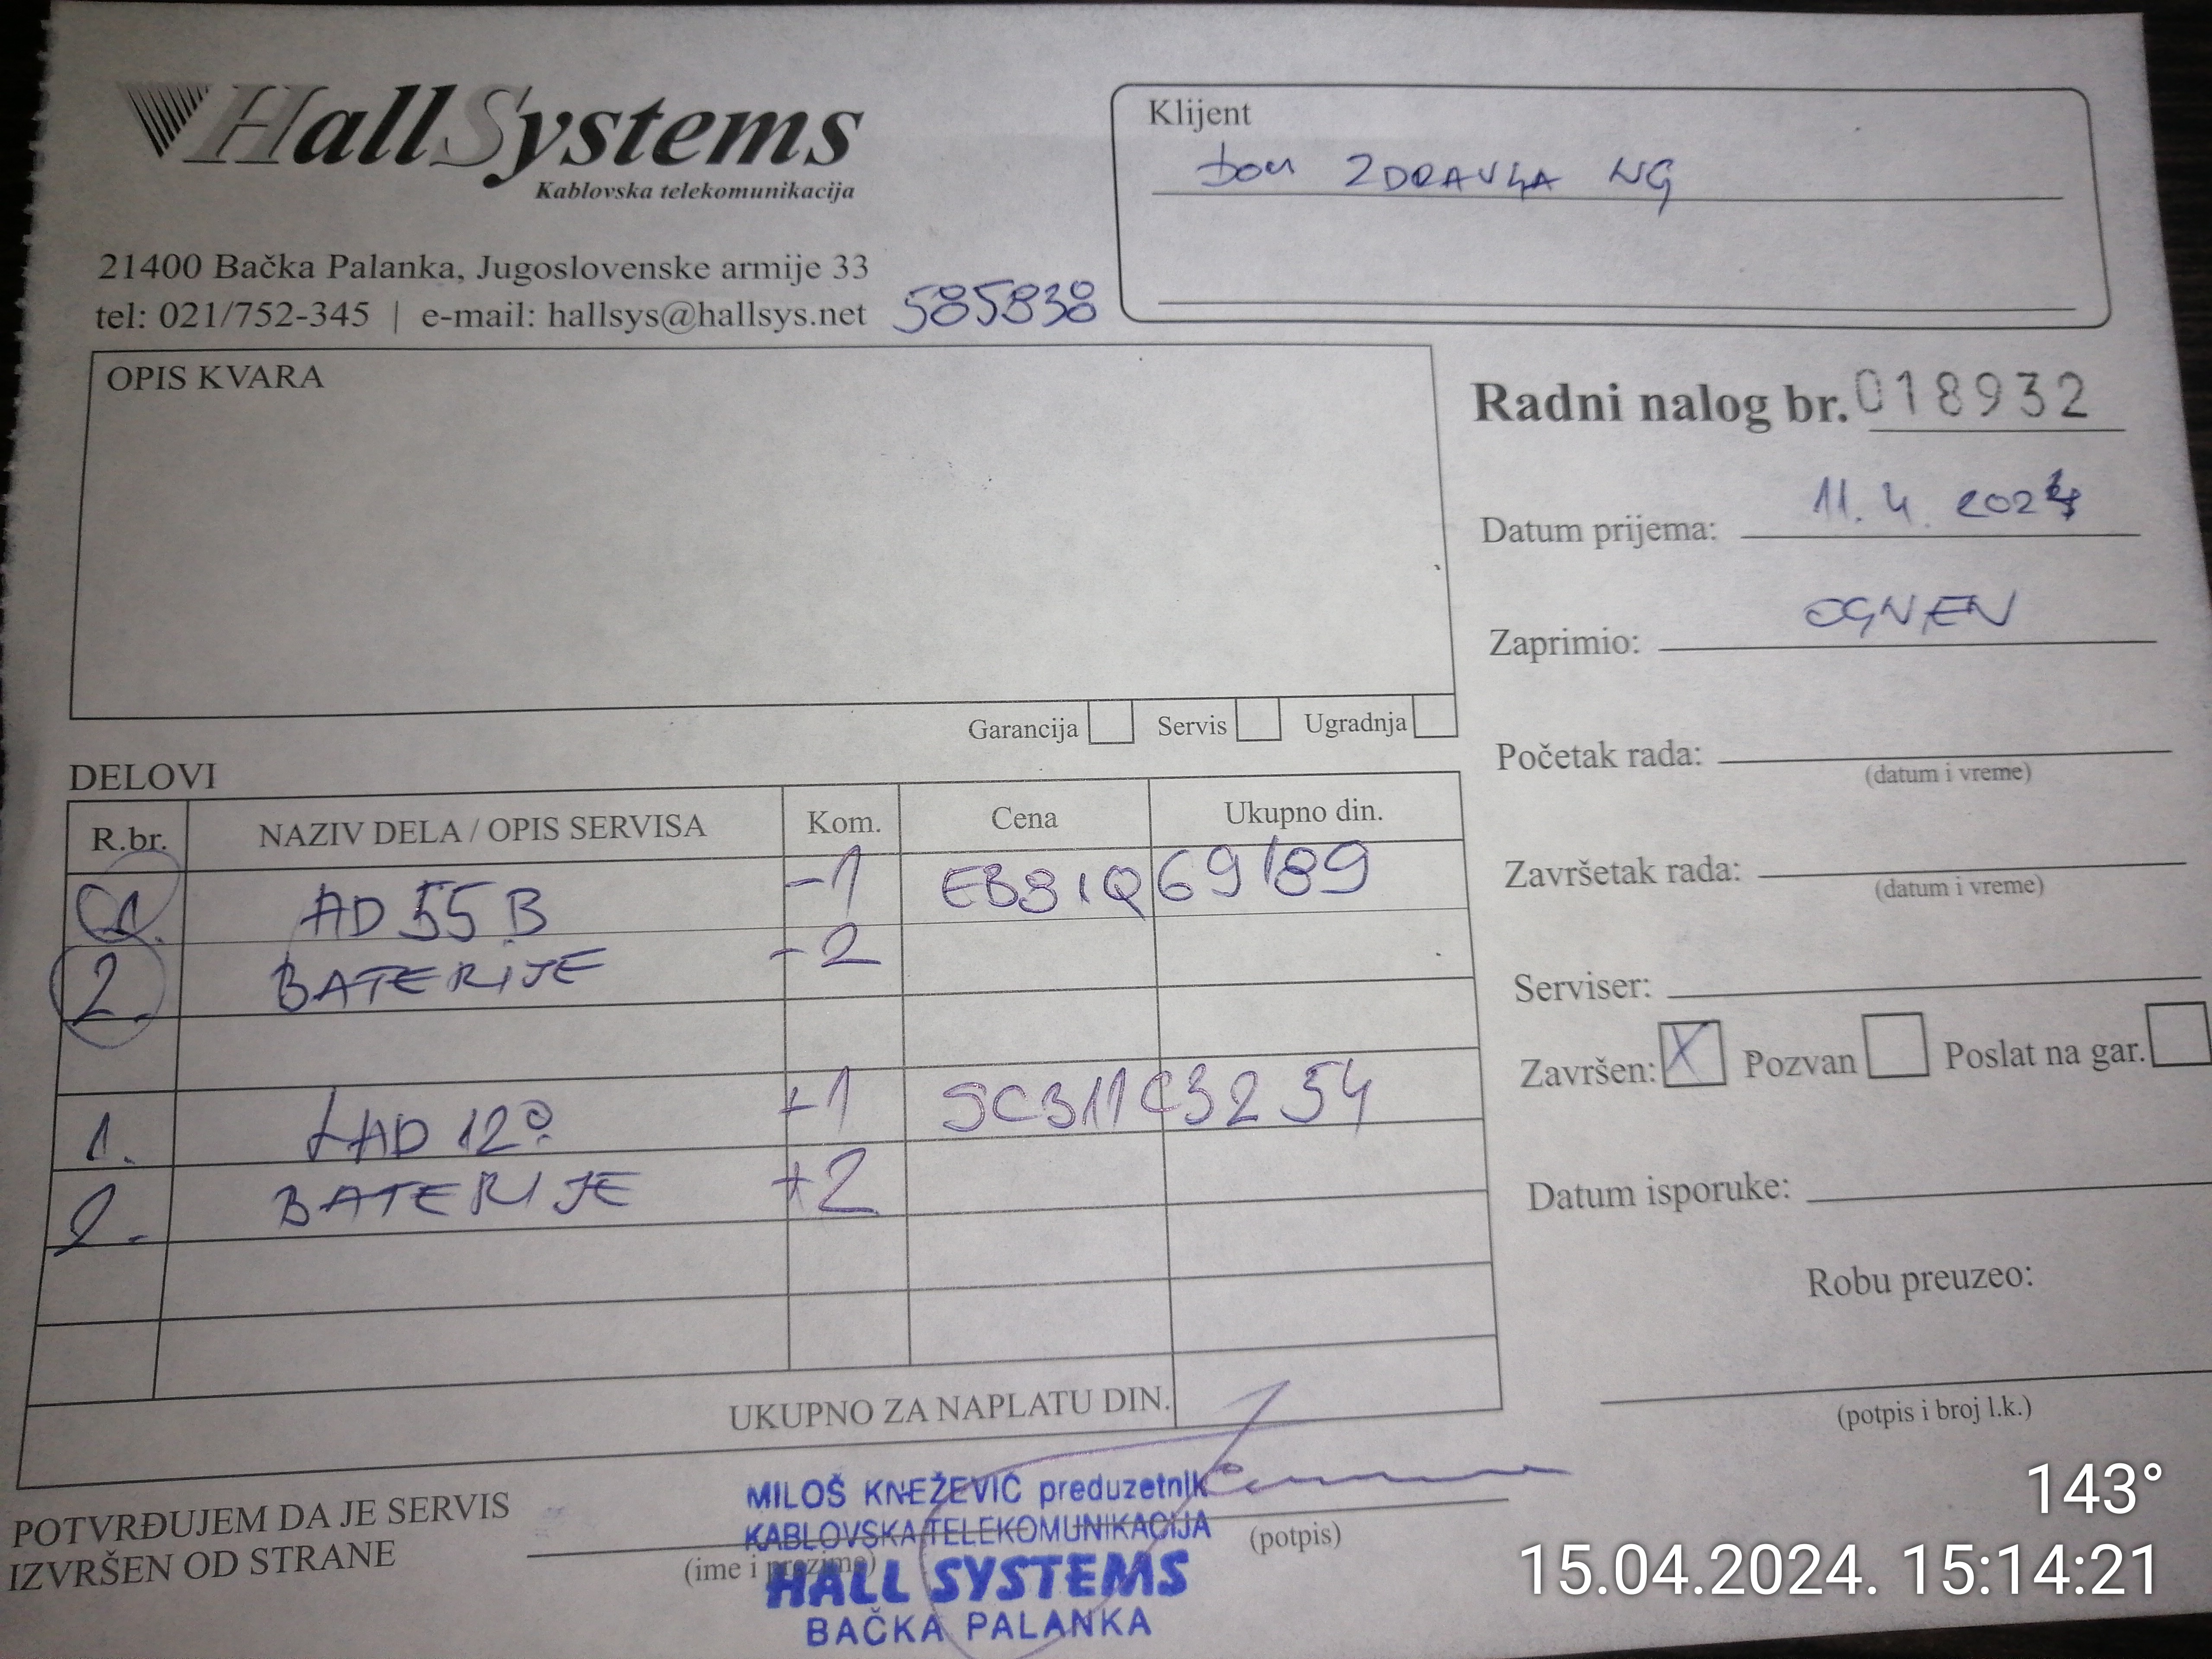 HallSystems
Kablovska telekomunikacija
21400 Bačka Palanka, Jugoslovenske armije 33
tel: 021/752-345 | e-mail: hallsys@hallsys.net 585838
Klijent
Dom ZDRAVLJA NG
OPIS KVARA
Garancija Servis Ugradnja
Radni nalog br. 018932
Datum prijema: 11. 4. 2024
Zaprimio: OGNJEN
Početak rada:
(datum i vreme)
Završetak rada:
(datum i vreme)
Serviser:
Završen: X Pozvan Poslat na gar.
Datum isporuke:
Robu preuzeo:
(potpis i broj l.k.)
DELOVI
R.br. NAZIV DELA / OPIS SERVISA Kom. Cena Ukupno din.
1. AD 55 B -1 EB81Q69189
2. BATERIJE -2
1. +1 SC311C3254
2. BATERIJE +2
UKUPNO ZA NAPLATU DIN.
POTVRĐUJEM DA JE SERVIS
IZVRŠEN OD STRANE
(ime i prezime)
(potpis)
MILOŠ KNEŽEVIĆ preduzetnik
KABLOVSKA TELEKOMUNIKACIJA
HALL SYSTEMS
BAČKA PALANKA
143°
15.04.2024. 15:14:21